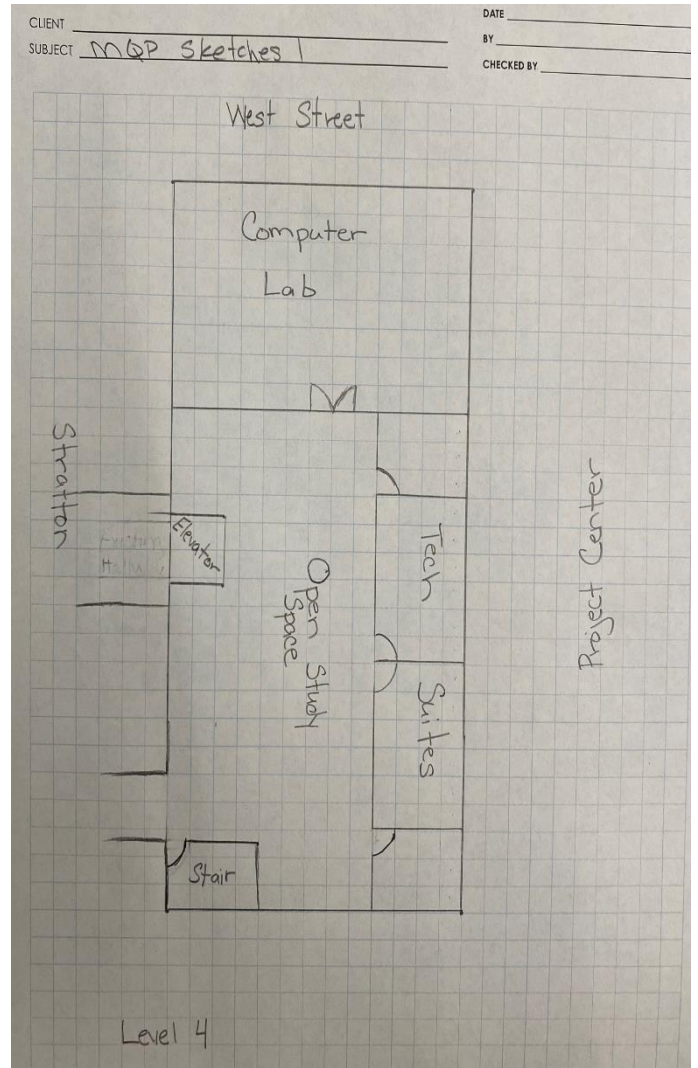 CLIENT
SUBJECT MQP Sketches 1
DATE
BY
CHECKED BY
West Street
Computer
Lab
Stratton
Elevator
Open Study
Space
Tech
Suites
Project Center
Stair
Level 4